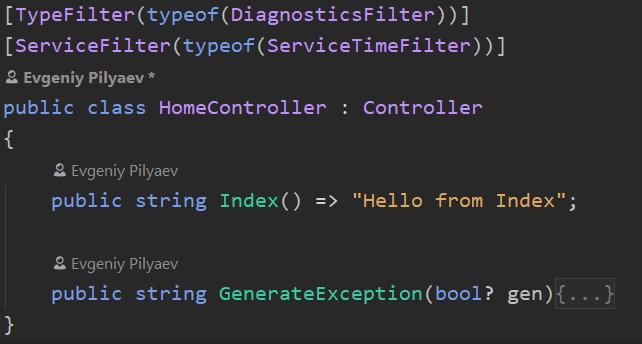 [TypeFilter(typeof(DiagnosticsFilter))]
[ServiceFilter(typeof(ServiceTimeFilter))]
Evgeniy Pilyaev *
public class HomeController : Controller
{
Evgeniy Pilyaev
public string Index() => "Hello from Index";
Evgeniy Pilyaev
public string GenerateException(bool? gen){...}
}